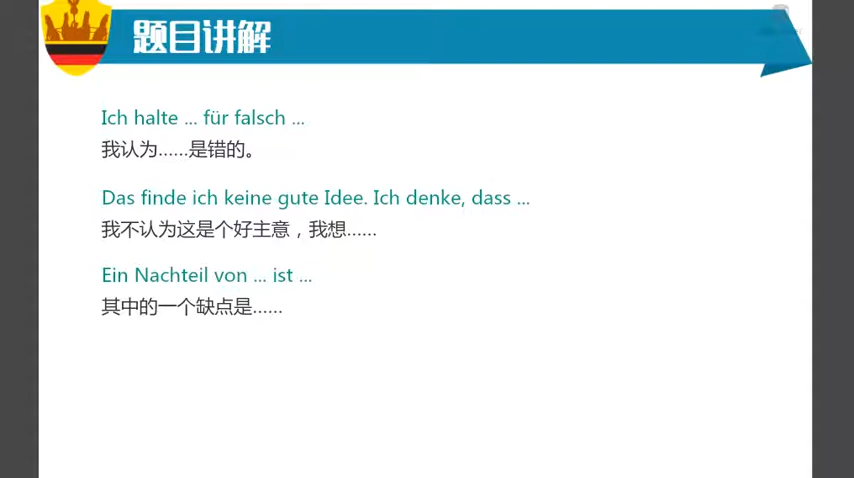 题目讲解
Ich halte ... für falsch ...
我认为……是错的。
Das finde ich keine gute Idee. Ich denke, dass ...
我不认为这是个好主意，我想……
Ein Nachteil von ... ist ...
其中的一个缺点是……